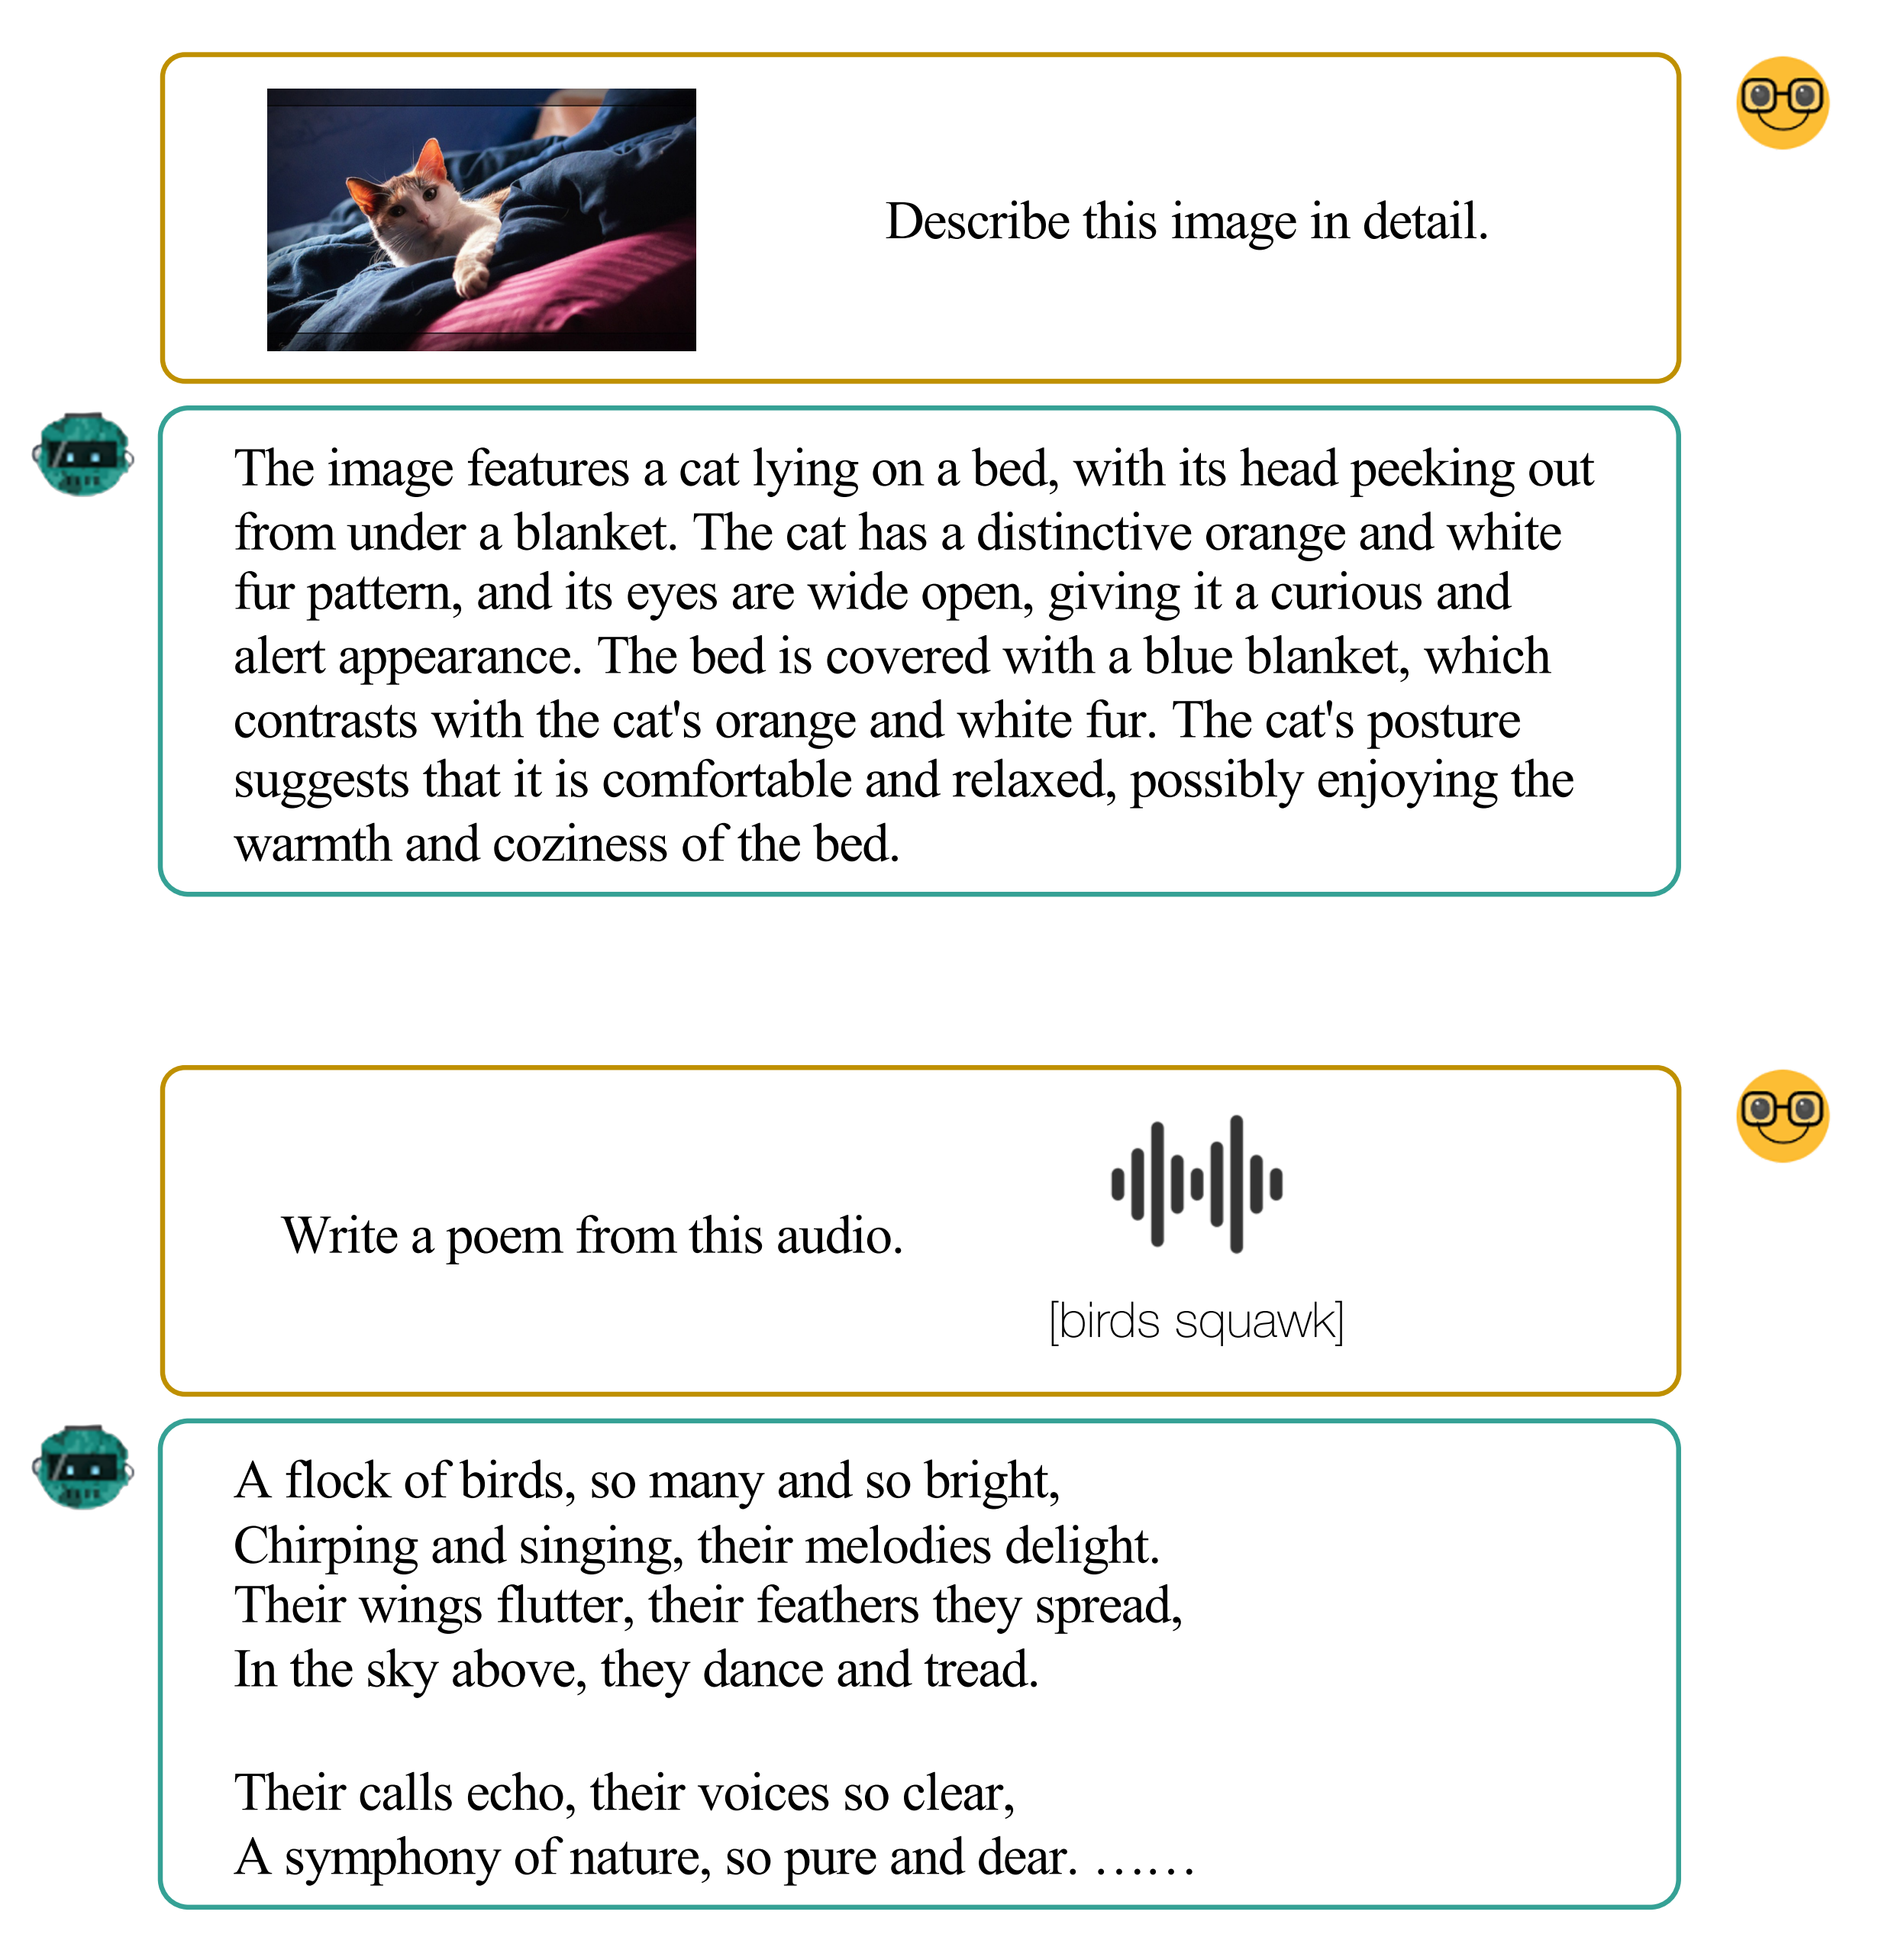 Describe this image in detail.
The image features a cat lying on a bed, with its head peeking out
from under a blanket. The cat has a distinctive orange and white
fur pattern, and its eyes are wide open, giving it a curious and
alert appearance. The bed is covered with a blue blanket, which
contrasts with the cat's orange and white fur. The cat's posture
suggests that it is comfortable and relaxed, possibly enjoying the
warmth and coziness of the bed.
Write a poem from this audio.
[birds squawk]
A flock of birds, so many and so bright,
Chirping and singing, their melodies delight.
Their wings flutter, their feathers they spread,
In the sky above, they dance and tread.
Their calls echo, their voices so clear,
A symphony of nature, so pure and dear. ……